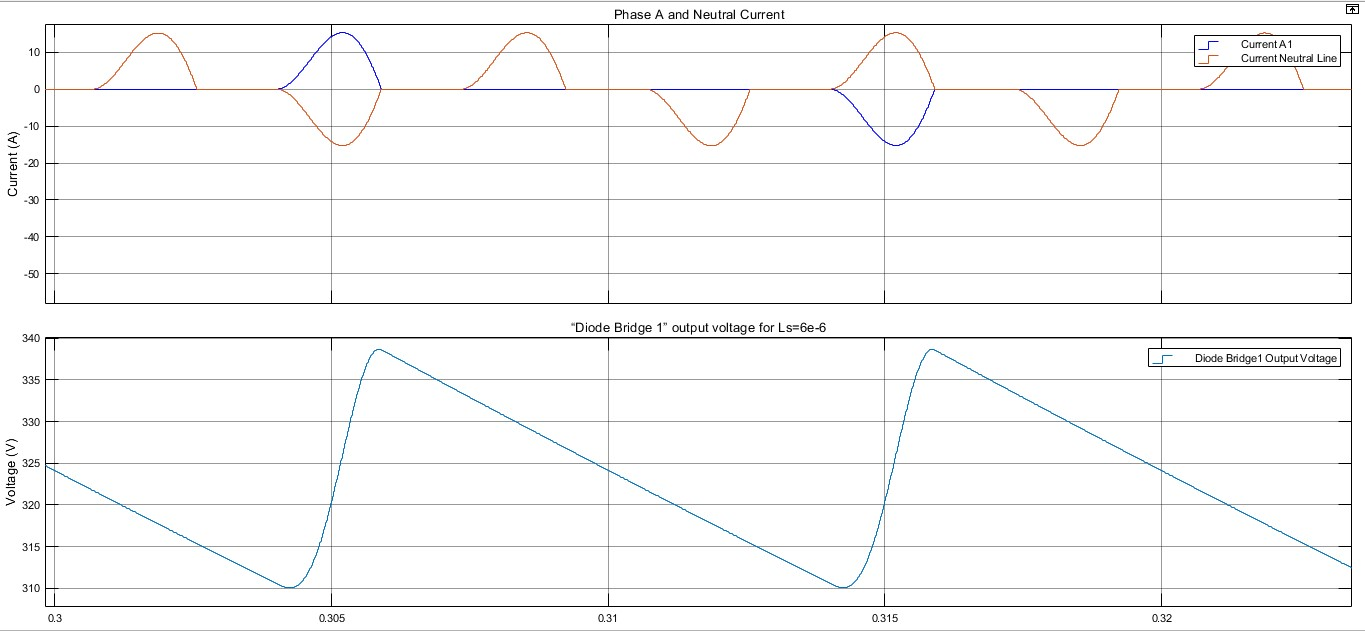 Phase A and Neutral Current
Current A1
Current Neutral Line
10
0
-10
-20
-30
-40
-50
Current (A)
“Diode Bridge 1” output voltage for Ls=6e-6
Diode Bridge1 Output Voltage
340
335
330
325
320
315
310
Voltage (V)
0.3
0.305
0.31
0.315
0.32